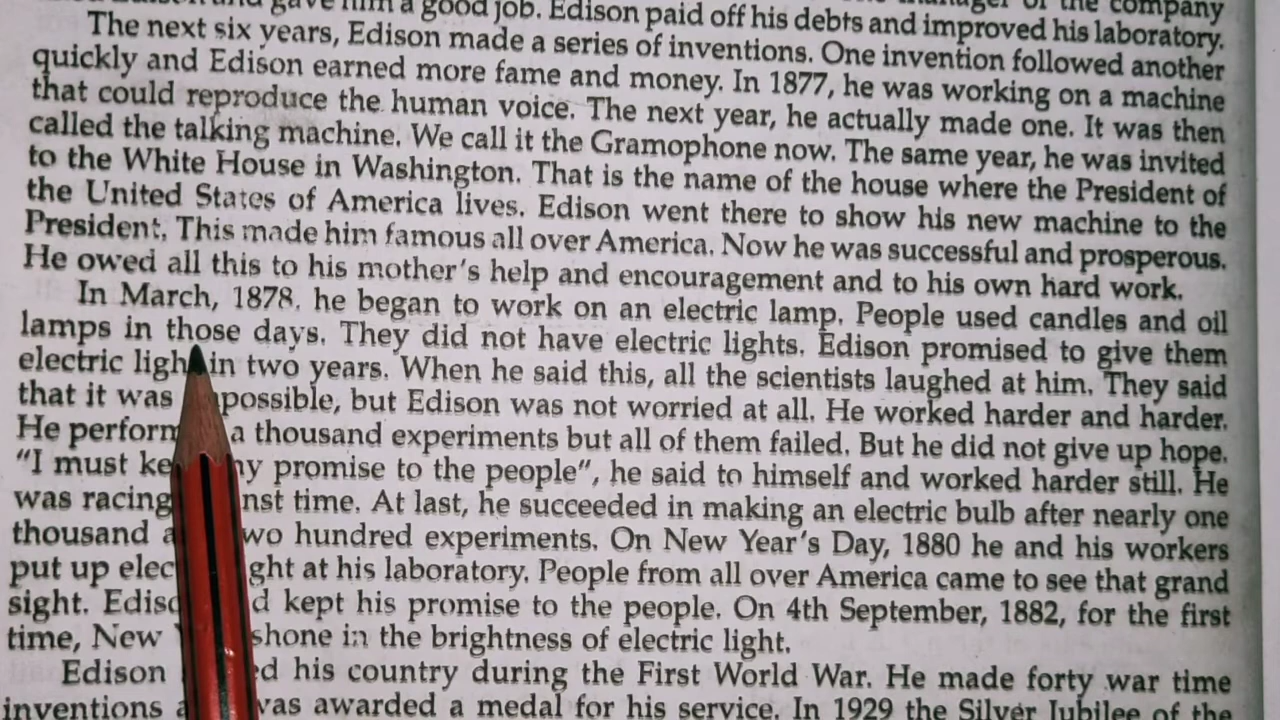 gave him a good job. Edison paid off his debts and improved his laboratory.
The next six years, Edison made a series of inventions. One invention followed another
quickly and Edison earned more fame and money. In 1877, he was working on a machine
that could reproduce the human voice. The next year, he actually made one. It was then
called the talking machine. We call it the Gramophone now. The same year, he was invited
to the White House in Washington. That is the name of the house where the President of
the United States of America lives. Edison went there to show his new machine to the
President. This made him famous all over America. Now he was successful and prosperous.
He owed all this to his mother's help and encouragement and to his own hard work.
In March, 1878, he began to work on an electric lamp. People used candles and oil
lamps in those days. They did not have electric lights. Edison promised to give them
electric in two years. When he said this, all the scientists laughed at him. They said
that it was possible, but Edison was not worried at all. He worked harder and harder.
He perform a thousand experiments but all of them failed. But he did not give up hope.
"I must ke y promise to the people", he said to himself and worked harder still. He
was racing nst time. At last, he succeeded in making an electric bulb after nearly one
thousand a wo hundred experiments. On New Year's Day, 1880 he and his workers
put up elec ght at his laboratory. People from all over America came to see that grand
sight. Ediso d kept his promise to the people. On 4th September, 1882, for the first
time, New shone in the brightness of electric light.
Edison ed his country during the First World War. He made forty war time
inventions a was awarded a medal for his service. In 1929 the Silver Jubilee of the